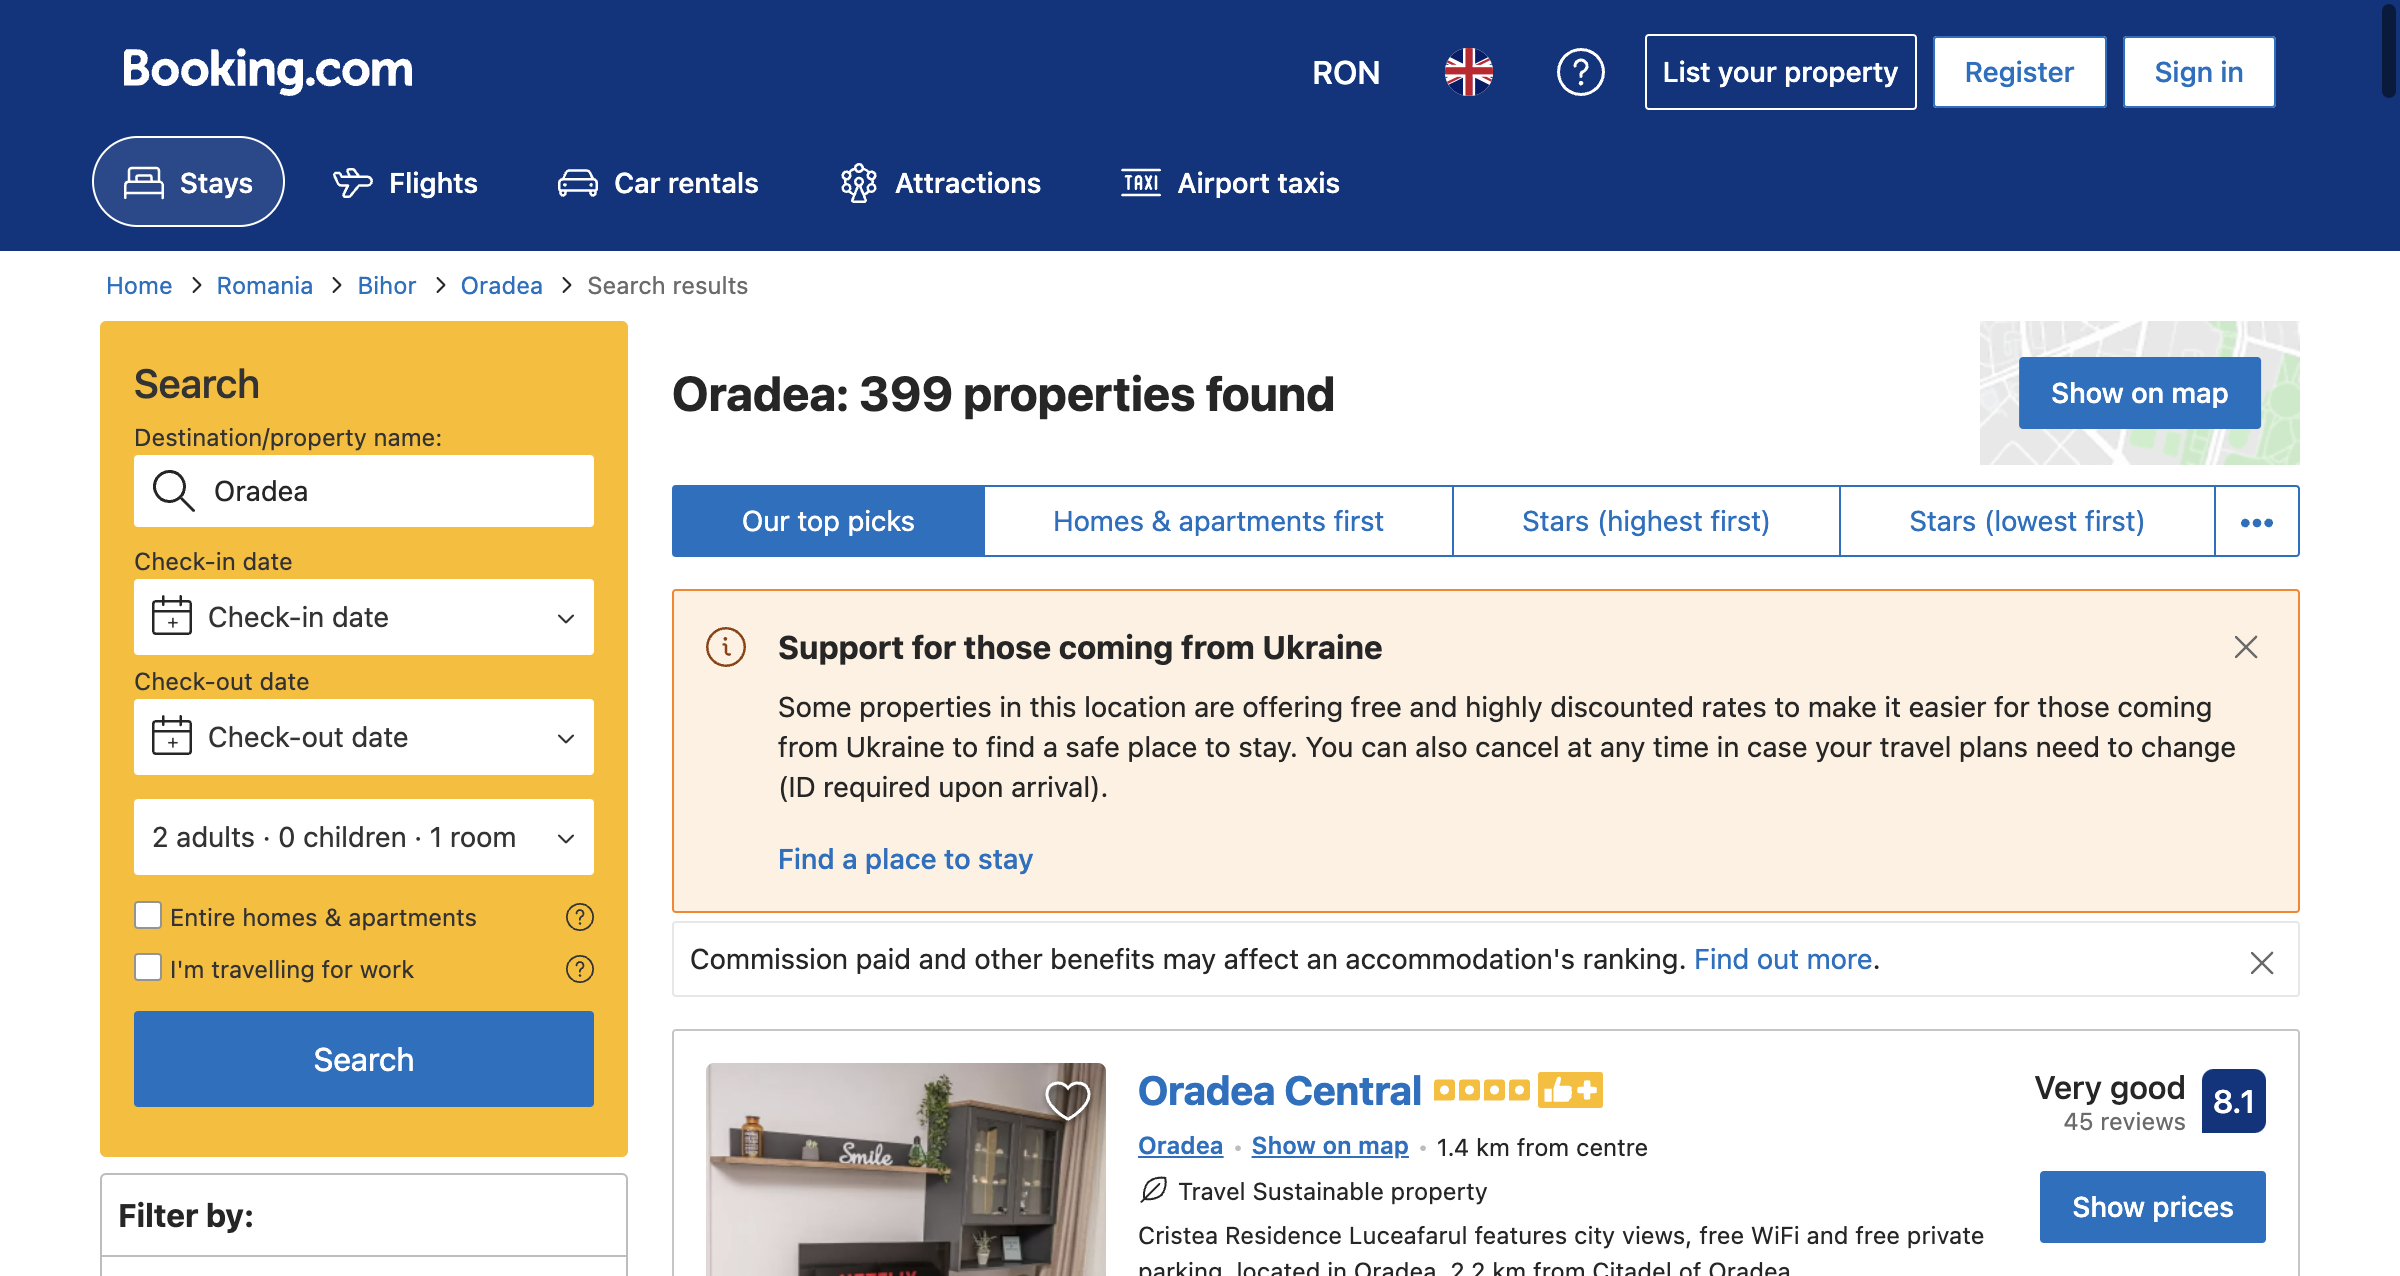 Booking.com
RON
?
List your property
Register
Sign in
Stays
Flights
Car rentals
Attractions
TAXI
Airport taxis
Home > Romania > Bihor > Oradea > Search results
Search
Destination/property name:
Oradea
Check-in date
Check-in date
Check-out date
Check-out date
2 adults · 0 children · 1 room
Entire homes & apartments
?
I'm travelling for work
?
Search
Filter by:
Oradea: 399 properties found
Show on map
Our top picks
Homes & apartments first
Stars (highest first)
Stars (lowest first)
•••
Support for those coming from Ukraine
Some properties in this location are offering free and highly discounted rates to make it easier for those coming
from Ukraine to find a safe place to stay. You can also cancel at any time in case your travel plans need to change
(ID required upon arrival).
Find a place to stay
Commission paid and other benefits may affect an accommodation's ranking. Find out more.
Smile
NETFLIX
Oradea Central
Oradea • Show on map • 1.4 km from centre
Travel Sustainable property
Cristea Residence Luceafarul features city views, free WiFi and free private
parking, located in Oradea, 2.2 km from Citadel of Oradea.
Very good
45 reviews
8.1
Show prices